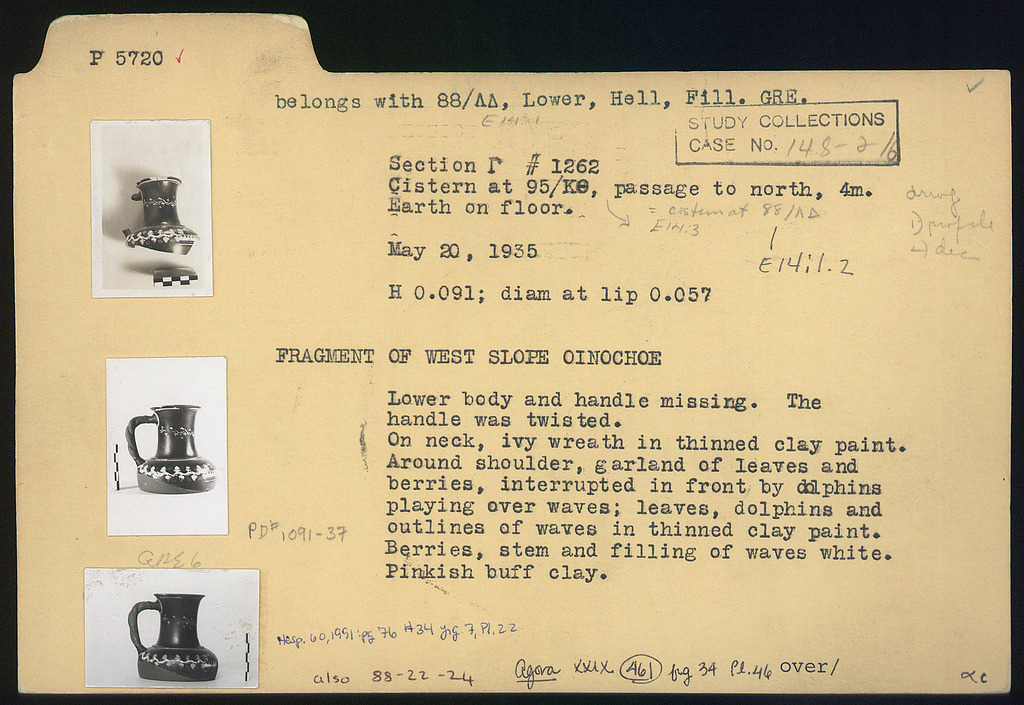 P 5720 ✓
belongs with 88/ΛΔ, Lower, Hell, Fill. GRE.
E14:1
STUDY COLLECTIONS
CASE No. 148-2/6
Section Γ # 1262
Cistern at 95/ΚΘ, passage to north, 4m.
Earth on floor.
= cistern at 88/ΛΔ
E14:3
E14:1.2
drwg
1) profile
2) dec
May 20, 1935
H 0.091; diam at lip 0.057
FRAGMENT OF WEST SLOPE OINOCHOE
Lower body and handle missing. The
handle was twisted.
On neck, ivy wreath in thinned clay paint.
Around shoulder, garland of leaves and
berries, interrupted in front by dolphins
playing over waves; leaves, dolphins and
outlines of waves in thinned clay paint.
Berries, stem and filling of waves white.
Pinkish buff clay.
PD# 1091-37
GRE 6
Hesp. 60, 1991: pg 76 #34 fig 7, Pl. 22
also 88-22-24
Agora XXIX 461 fig 34 Pl. 46 over/